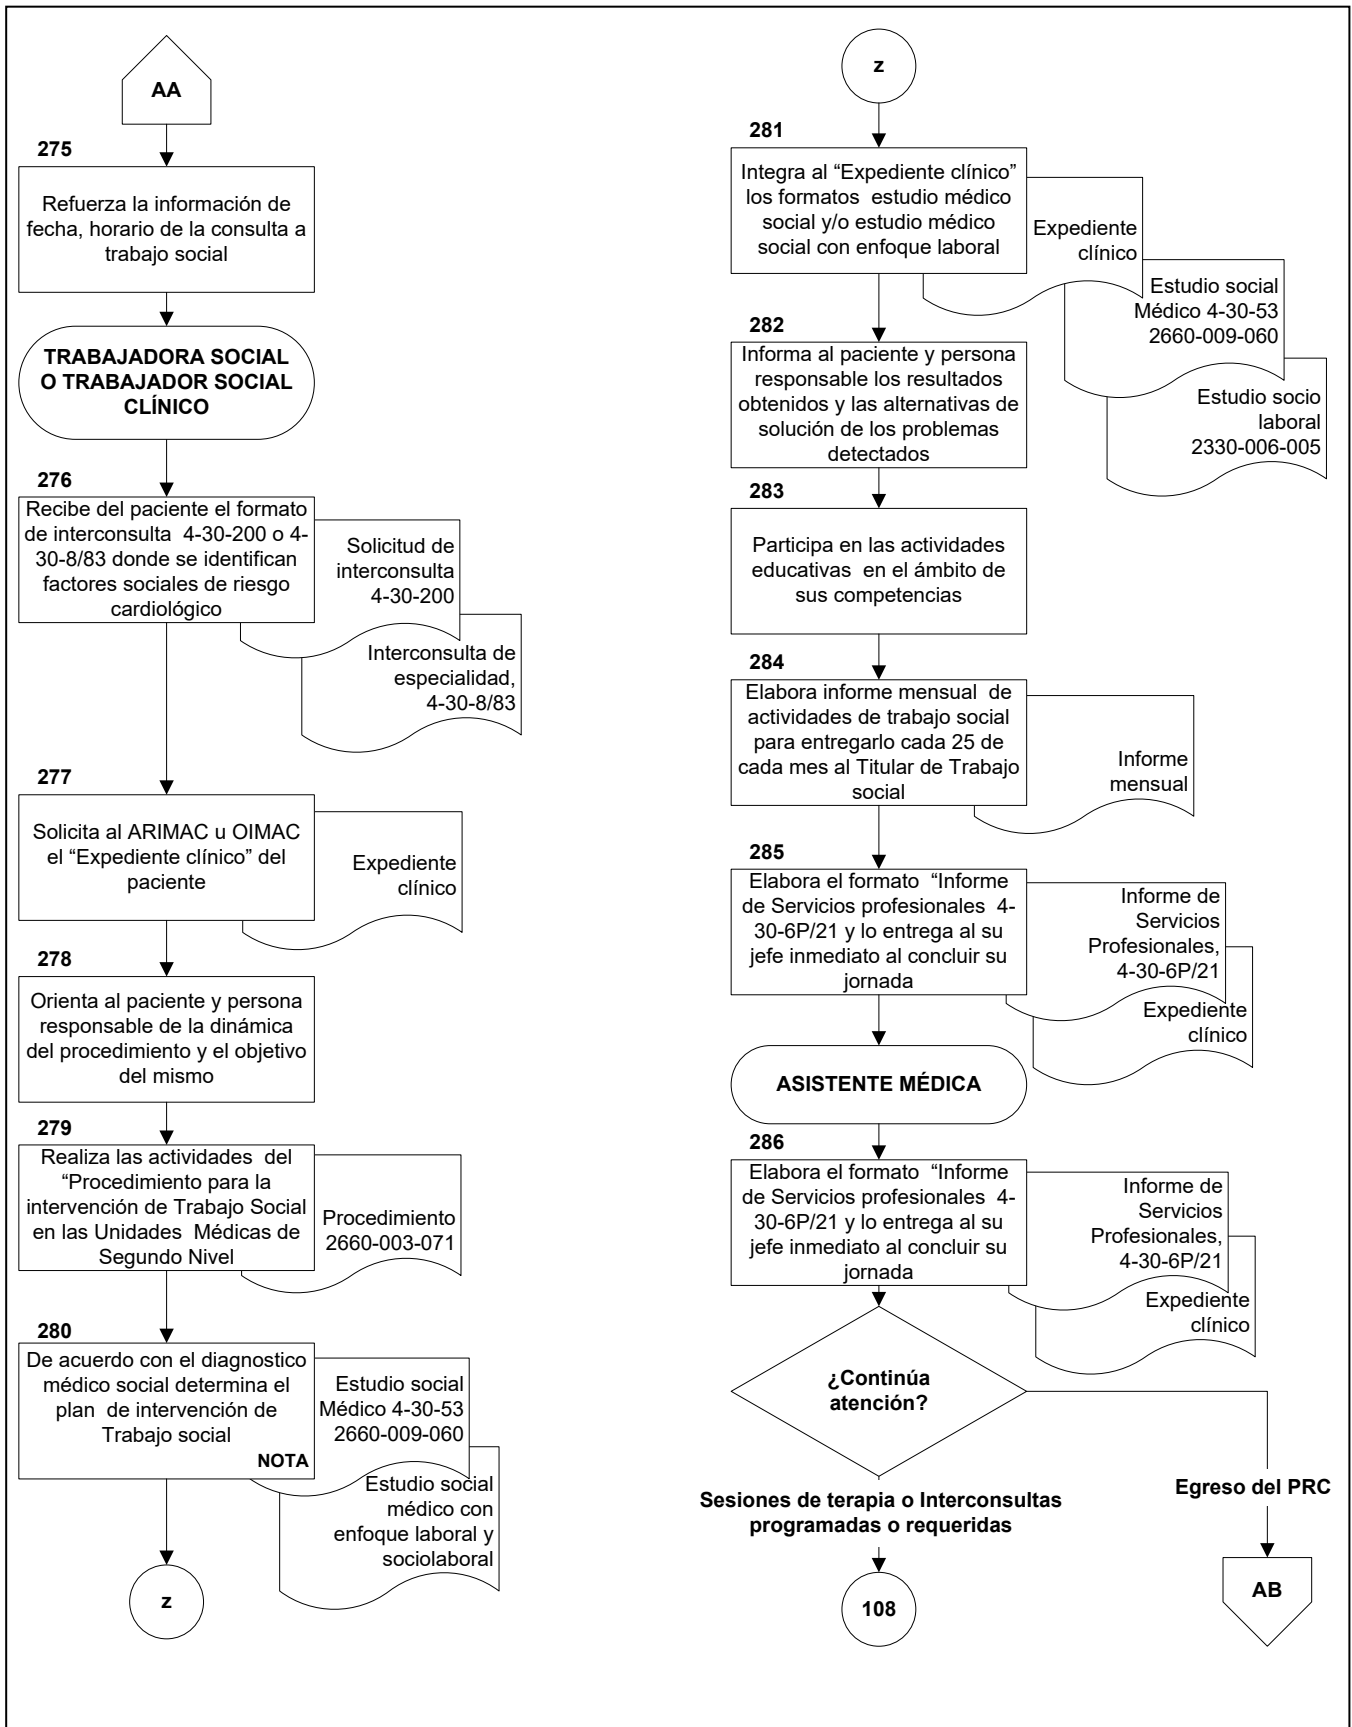 AA
275
Refuerza la información de
fecha, horario de la consulta a
trabajo social
TRABAJADORA SOCIAL
O TRABAJADOR SOCIAL
CLÍNICO
276
Recibe del paciente el formato
de interconsulta 4-30-200 o 4-
30-8/83 donde se identifican
factores sociales de riesgo
cardiológico
Solicitud de
interconsulta
4-30-200
Interconsulta de
especialidad,
4-30-8/83
277
Solicita al ARIMAC u OIMAC
el “Expediente clínico” del
paciente
Expediente
clínico
278
Orienta al paciente y persona
responsable de la dinámica
del procedimiento y el objetivo
del mismo
279
Realiza las actividades del
“Procedimiento para la
intervención de Trabajo Social
en las Unidades Médicas de
Segundo Nivel
Procedimiento
2660-003-071
280
De acuerdo con el diagnostico
médico social determina el
plan de intervención de
Trabajo social
NOTA
Estudio social
Médico 4-30-53
2660-009-060
Estudio social
médico con
enfoque laboral y
sociolaboral
z
z
281
Integra al “Expediente clínico”
los formatos estudio médico
social y/o estudio médico
social con enfoque laboral
Expediente
clínico
Estudio social
Médico 4-30-53
2660-009-060
Estudio socio
laboral
2330-006-005
282
Informa al paciente y persona
responsable los resultados
obtenidos y las alternativas de
solución de los problemas
detectados
283
Participa en las actividades
educativas en el ámbito de
sus competencias
284
Elabora informe mensual de
actividades de trabajo social
para entregarlo cada 25 de
cada mes al Titular de Trabajo
social
Informe
mensual
285
Elabora el formato “Informe
de Servicios profesionales 4-
30-6P/21 y lo entrega al su
jefe inmediato al concluir su
jornada
Informe de
Servicios
Profesionales,
4-30-6P/21
Expediente
clínico
ASISTENTE MÉDICA
286
Elabora el formato “Informe
de Servicios profesionales 4-
30-6P/21 y lo entrega al su
jefe inmediato al concluir su
jornada
Informe de
Servicios
Profesionales,
4-30-6P/21
Expediente
clínico
¿Continúa
atención?
Sesiones de terapia o Interconsultas
programadas o requeridas
108
Egreso del PRC
AB